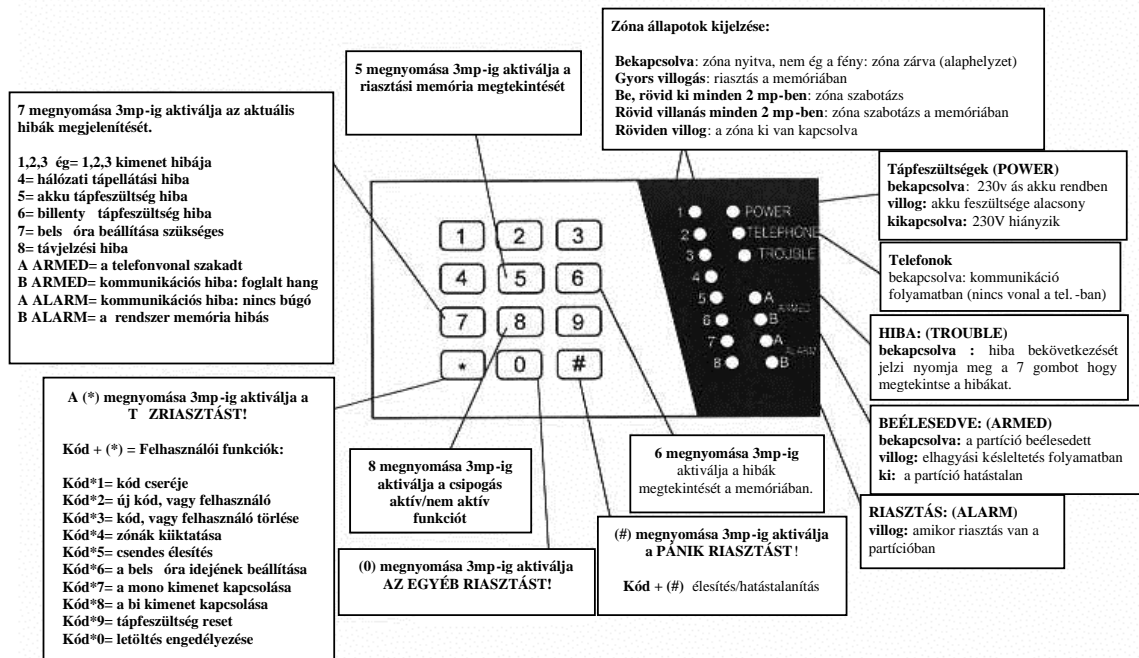 Zóna állapotok kijelzése:
Bekapcsolva: zóna nyitva, nem ég a fény: zóna zárva (alaphelyzet)
Gyors villogás: riasztás a memóriában
Be, rövid ki minden 2 mp-ben: zóna szabotázs
Rövid villanás minden 2 mp-ben: zóna szabotázs a memóriában
Röviden villog: a zóna ki van kapcsolva
5 megnyomása 3mp-ig aktiválja a
riasztási memória megtekintését
7 megnyomása 3mp-ig aktiválja az aktuális
hibák megjelenítését.
1,2,3 ég= 1,2,3 kimenet hibája
4= hálózati tápellátási hiba
5= akku tápfeszültség hiba
6= billenty tápfeszültség hiba
7= bels óra beállítása szükséges
8= távjelzési hiba
A ARMED= a telefonvonal szakadt
B ARMED= kommunikációs hiba: foglalt hang
A ALARM= kommunikációs hiba: nincs búgó
B ALARM= a rendszer memória hibás
1 2 3
4 5 6
7 8 9
* 0 #
1 POWER
2 TELEPHONE
3 TROUBLE
4
5 A
ARMED
6 B
7 A
ALARM
8 B
Tápfeszültségek (POWER)
bekapcsolva: 230v ás akku rendben
villog: akku feszültsége alacsony
kikapcsolva: 230V hiányzik
Telefonok
bekapcsolva: kommunikáció
folyamatban (nincs vonal a tel. -ban)
HIBA: (TROUBLE)
bekapcsolva : hiba bekövetkezését
jelzi nyomja meg a 7 gombot hogy
megtekintse a hibákat.
BEÉLESEDVE: (ARMED)
bekapcsolva: a partíció beélesedett
villog: elhagyási késleltetés folyamatban
ki: a partíció hatástalan
RIASZTÁS: (ALARM)
villog: amikor riasztás van a
partícióban
A (*) megnyomása 3mp-ig aktiválja a
T ZRIASZTÁST!
Kód + (*) = Felhasználói funkciók:
Kód*1= kód cseréje
Kód*2= új kód, vagy felhasználó
Kód*3= kód, vagy felhasználó törlése
Kód*4= zónák kiiktatása
Kód*5= csendes élesítés
Kód*6= a bels óra idejének beállítása
Kód*7= a mono kimenet kapcsolása
Kód*8= a bi kimenet kapcsolása
Kód*9= tápfeszültség reset
Kód*0= letöltés engedélyezése
8 megnyomása 3mp-ig
aktiválja a csipogás
aktív/nem aktív
funkciót
6 megnyomása 3mp-ig
aktiválja a hibák
megtekintését a memóriában.
(0) megnyomása 3mp-ig aktiválja
AZ EGYÉB RIASZTÁST!
(#) megnyomása 3mp-ig aktiválja
a PÁNIK RIASZTÁST!
Kód + (#) élesítés/hatástalanítás